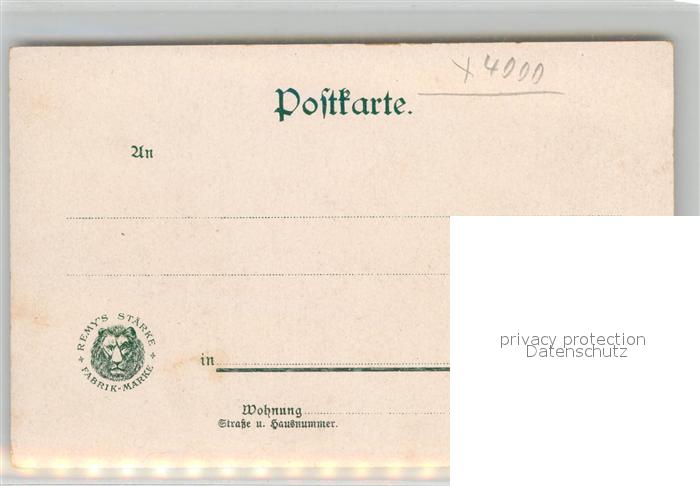 x 4000
Postkarte.
An
REMY'S STÄRKE
FABRIK-MARKE
in
Wohnung
Straße u. Hausnummer.
privacy protection
Datenschutz